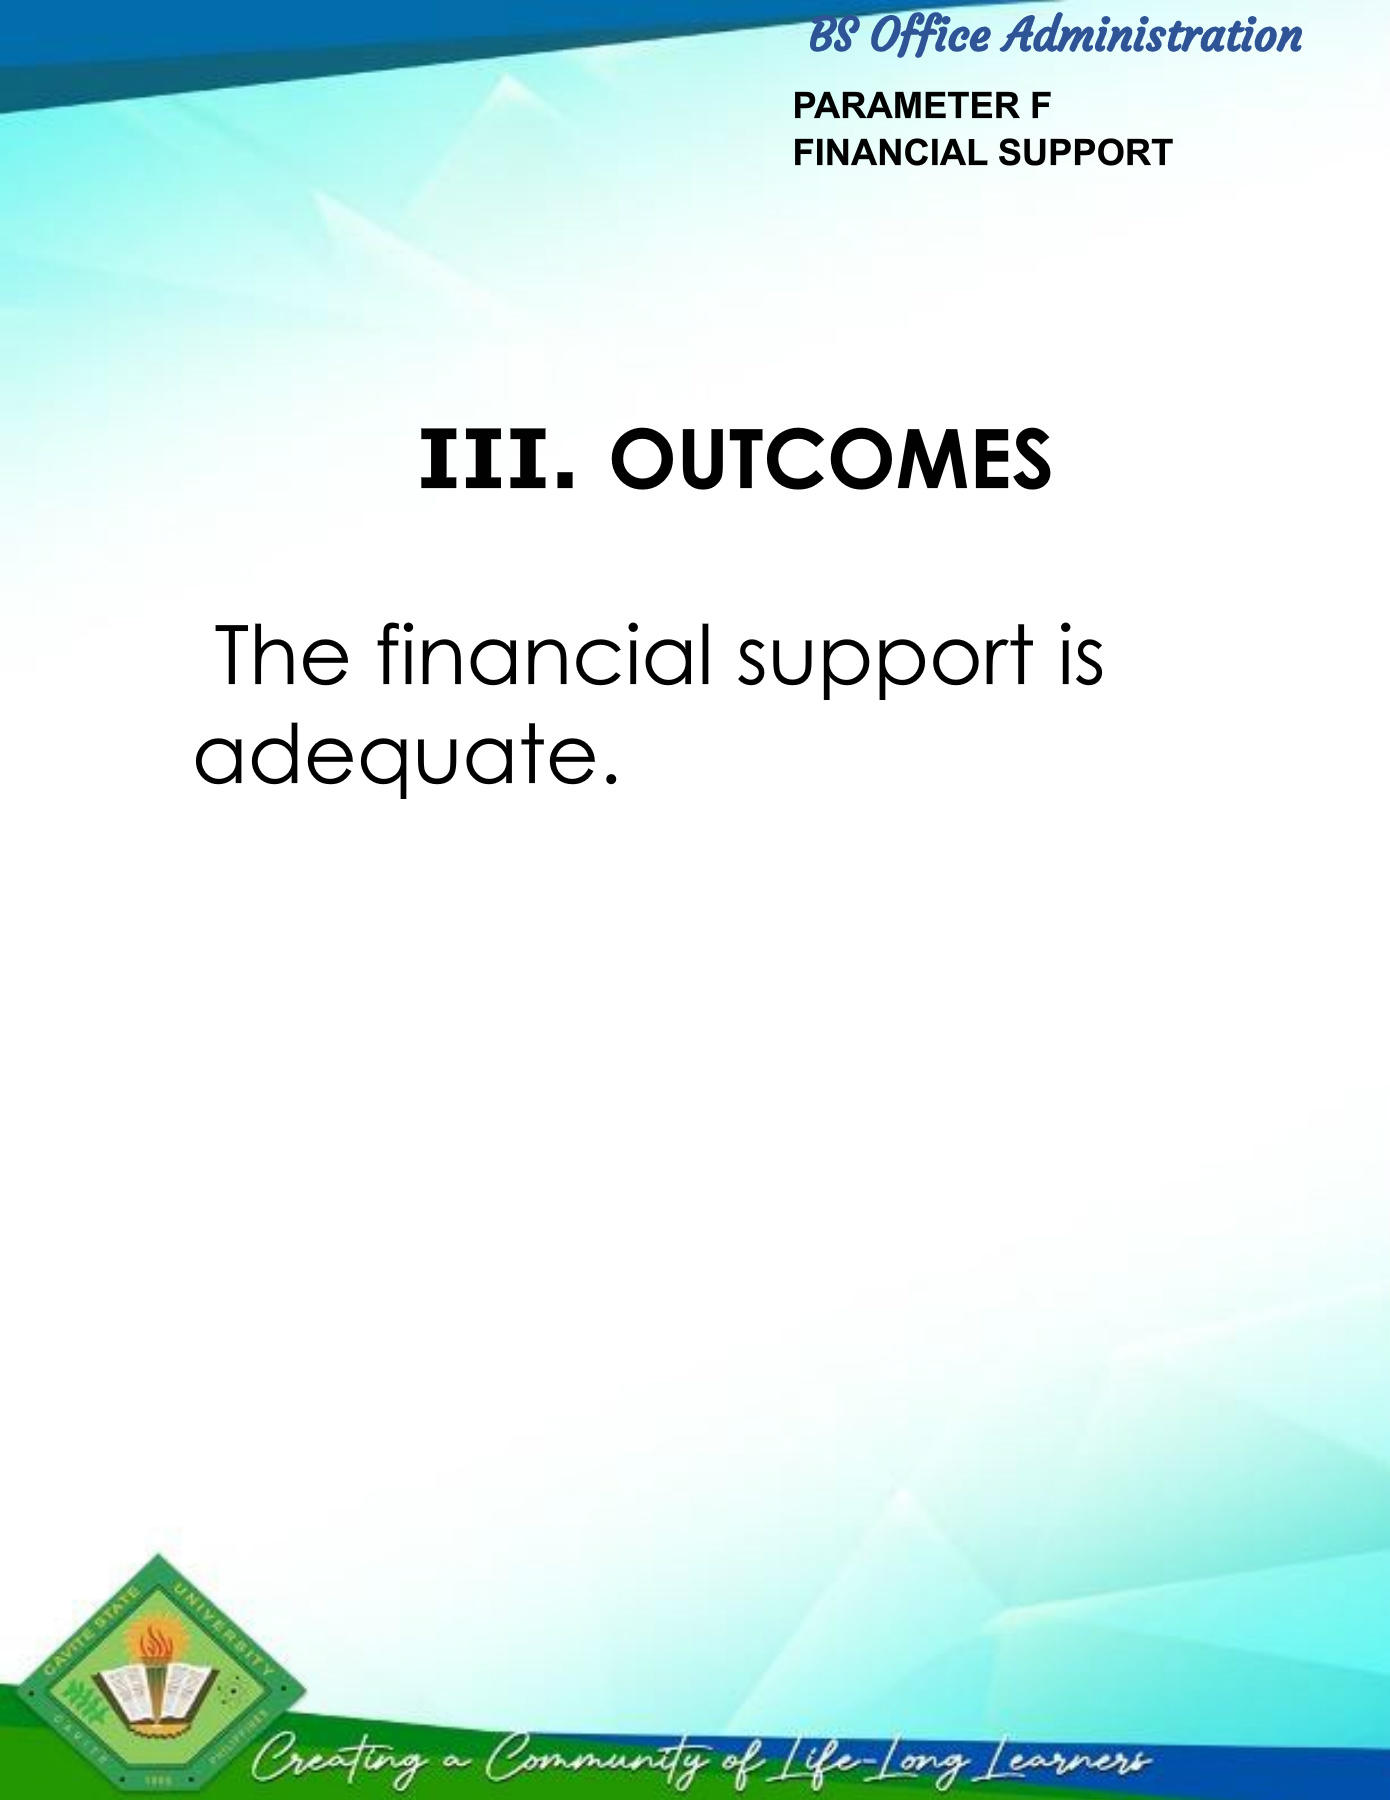 BS Office Administration
PARAMETER F
FINANCIAL SUPPORT
III. OUTCOMES
The financial support is
adequate.
CAVITE STATE UNIVERSITY
CAVITE
PHILIPPINES
Creating a Community of Life-Long Learners